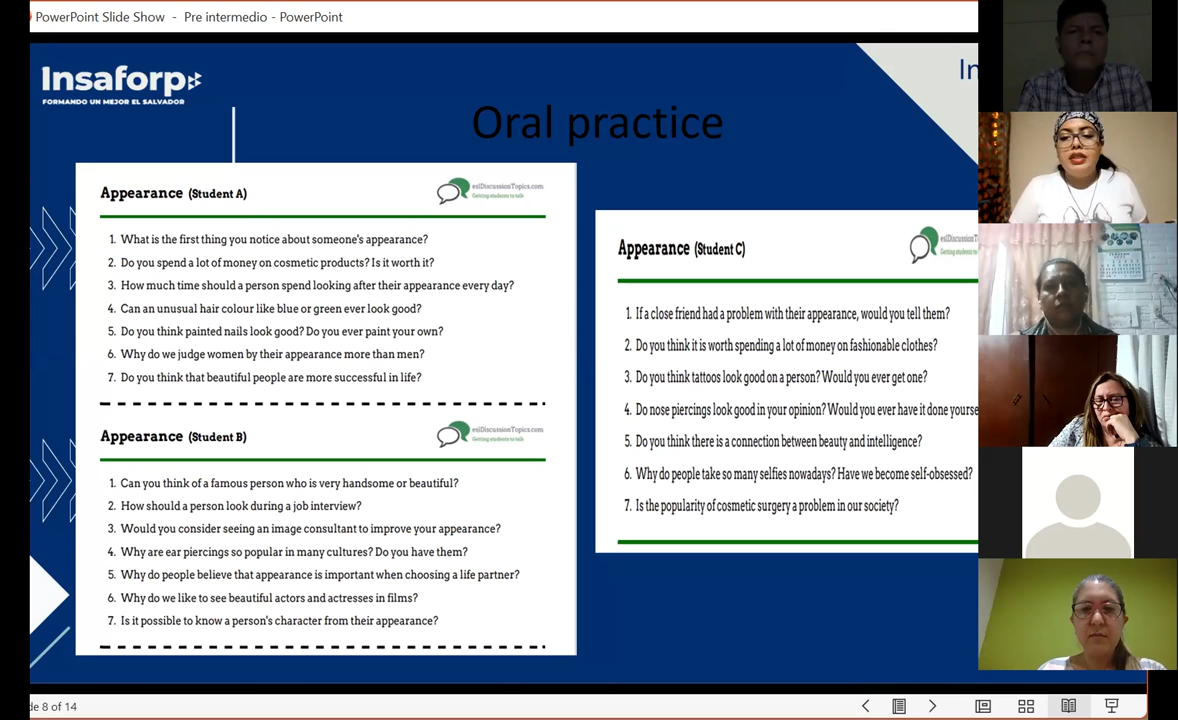 PowerPoint Slide Show - Pre intermedio - PowerPoint
Insaforp
FORMANDO UN MEJOR EL SALVADOR
In
Oral practice
Appearance (Student A)
eslDiscussionTopics.com
Getting students to talk
1. What is the first thing you notice about someone's appearance?
2. Do you spend a lot of money on cosmetic products? Is it worth it?
3. How much time should a person spend looking after their appearance every day?
4. Can an unusual hair colour like blue or green ever look good?
5. Do you think painted nails look good? Do you ever paint your own?
6. Why do we judge women by their appearance more than men?
7. Do you think that beautiful people are more successful in life?
Appearance (Student B)
eslDiscussionTopics.com
Getting students to talk
1. Can you think of a famous person who is very handsome or beautiful?
2. How should a person look during a job interview?
3. Would you consider seeing an image consultant to improve your appearance?
4. Why are ear piercings so popular in many cultures? Do you have them?
5. Why do people believe that appearance is important when choosing a life partner?
6. Why do we like to see beautiful actors and actresses in films?
7. Is it possible to know a person's character from their appearance?
Appearance (Student C)
eslDiscussionT
Getting students to
1. If a close friend had a problem with their appearance, would you tell them?
2. Do you think it is worth spending a lot of money on fashionable clothes?
3. Do you think tattoos look good on a person? Would you ever get one?
4. Do nose piercings look good in your opinion? Would you ever have it done yourse
5. Do you think there is a connection between beauty and intelligence?
6. Why do people take so many selfies nowadays? Have we become self-obsessed?
7. Is the popularity of cosmetic surgery a problem in our society?
de 8 of 14